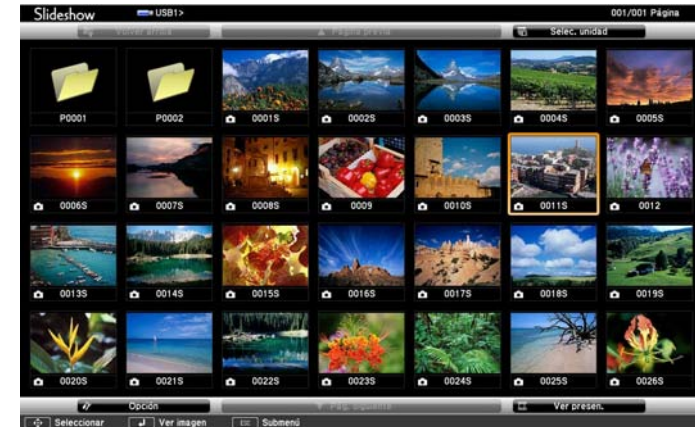 Slideshow USB1> 001/001 Página
Volver arriba Página previa Selec. unidad
P0001 P0002 0001S 0002S 0003S 0004S 0005S
0006S 0007S 0008S 0009 0010S 0011S 0012
0013S 0014S 0015S 0016S 0017S 0018S 0019S
0020S 0021S 0022S 0023S 0024S 0025S 0026S
Opción Pág. siguiente Ver presen.
Seleccionar Ver imagen Submenú